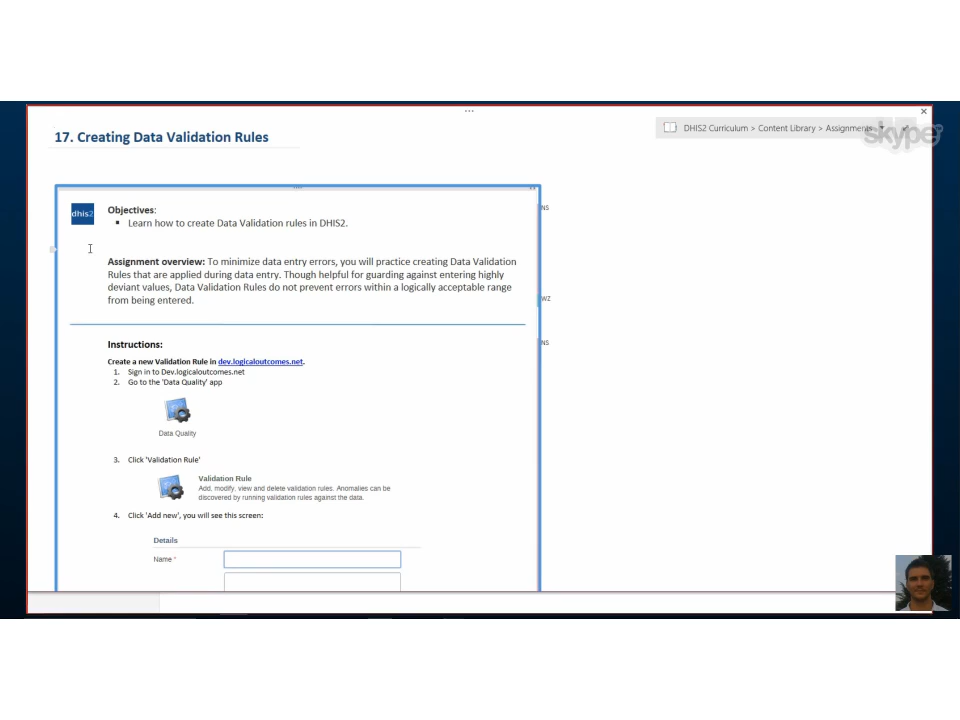 17. Creating Data Validation Rules
DHIS2 Curriculum > Content Library > Assignments
skype
dhis2
Objectives:
▪ Learn how to create Data Validation rules in DHIS2.
NS
Assignment overview: To minimize data entry errors, you will practice creating Data Validation
Rules that are applied during data entry. Though helpful for guarding against entering highly
deviant values, Data Validation Rules do not prevent errors within a logically acceptable range
from being entered.
WZ
Instructions:
NS
Create a new Validation Rule in dev.logicaloutcomes.net.
1. Sign in to Dev.logicaloutcomes.net
2. Go to the 'Data Quality' app
Data Quality
3. Click 'Validation Rule'
Validation Rule
Add, modify, view and delete validation rules. Anomalies can be
discovered by running validation rules against the data.
4. Click 'Add new', you will see this screen:
Details
Name *